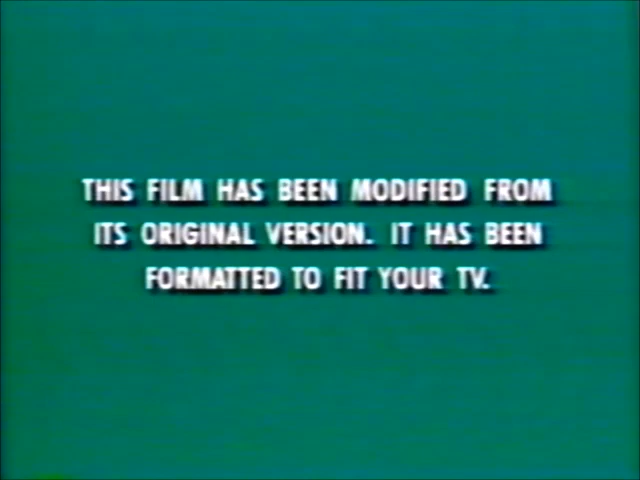 THIS FILM HAS BEEN MODIFIED FROM
ITS ORIGINAL VERSION. IT HAS BEEN
FORMATTED TO FIT YOUR TV.